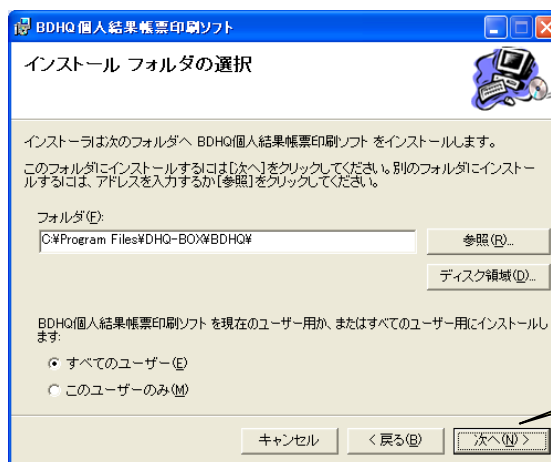 BDHQ個人結果帳票印刷ソフト
インストール フォルダの選択
インストーラは次のフォルダへ BDHQ個人結果帳票印刷ソフト をインストールします。
このフォルダにインストールするには[次へ]をクリックしてください。別のフォルダにインストー
ルするには、アドレスを入力するか[参照]をクリックしてください。
フォルダ(F):
C:¥Program Files¥DHQ-BOX¥BDHQ¥
参照(R)...
ディスク領域(D)...
BDHQ個人結果帳票印刷ソフト を現在のユーザー用か、またはすべてのユーザー用にインストールし
ます:
すべてのユーザー(E)
このユーザーのみ(M)
キャンセル
< 戻る(B)
次へ(N) >